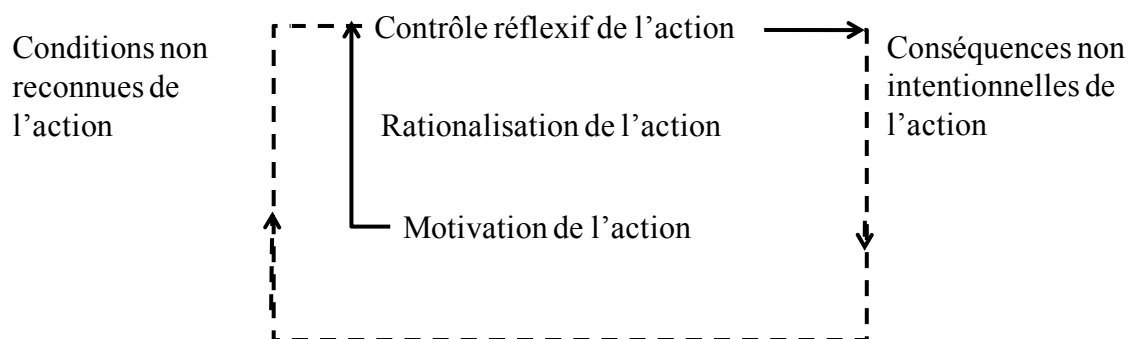 Conditions non
reconnues de
l’action
Contrôle réflexif de l’action
Rationalisation de l’action
Motivation de l’action
Conséquences non
intentionnelles de
l’action